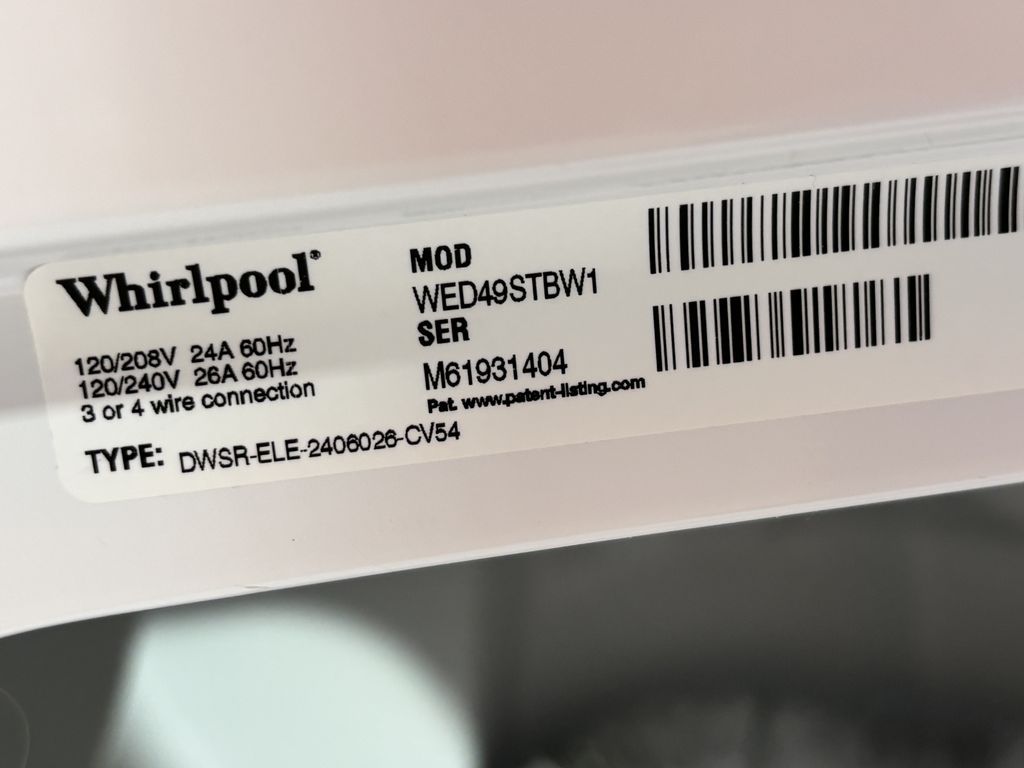 Whirlpool®
120/208V 24A 60Hz
120/240V 26A 60Hz
3 or 4 wire connection
TYPE: DWSR-ELE-2406026-CV54
MOD
WED49STBW1
SER
M61931404
Pat. www.patent-listing.com